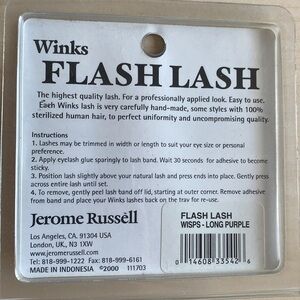 Winks
FLASH LASH
The highest quality lash. For a professionally applied look. Easy to use.
Each Winks lash is very carefully hand-made, some styles with 100%
sterilized human hair, to perfect uniformity and uncompromising quality.
Instructions
1. Lashes may be trimmed in width or length to suit your eye size or personal
preference.
2. Apply eyelash glue sparingly to lash band. Wait 30 seconds for adhesive to become
sticky.
3. Position lash slightly above your natural lash and press ends into place. Gently press
across entire lash until set.
4. To remove, gently peel lash band off lid, starting at outer corner. Remove adhesive
from band and place your Winks lashes back on the tray for re-use.
Jerome Russell
Los Angeles, CA. 91304 USA
London, UK., N3 1XW
www.jeromerussell.com
Tel: 818-999-1222 Fax: 818-999-6161
MADE IN INDONESIA ©2000 111703
FLASH LASH
WISPS - LONG PURPLE
0 14608 33542 6